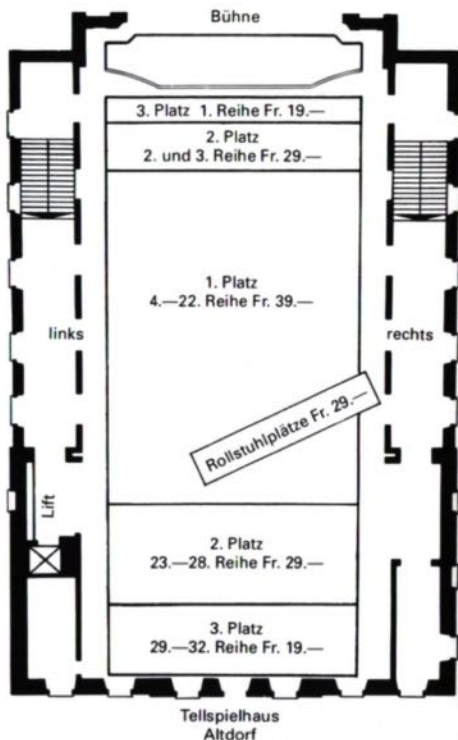 Bühne
3. Platz 1. Reihe Fr. 19.—
2. Platz
2. und 3. Reihe Fr. 29.—
1. Platz
4.—22. Reihe Fr. 39.—
links
rechts
Rollstuhlplätze Fr. 29.—
Lift
2. Platz
23.—28. Reihe Fr. 29.—
3. Platz
29.—32. Reihe Fr. 19.—
Tellspielhaus
Altdorf